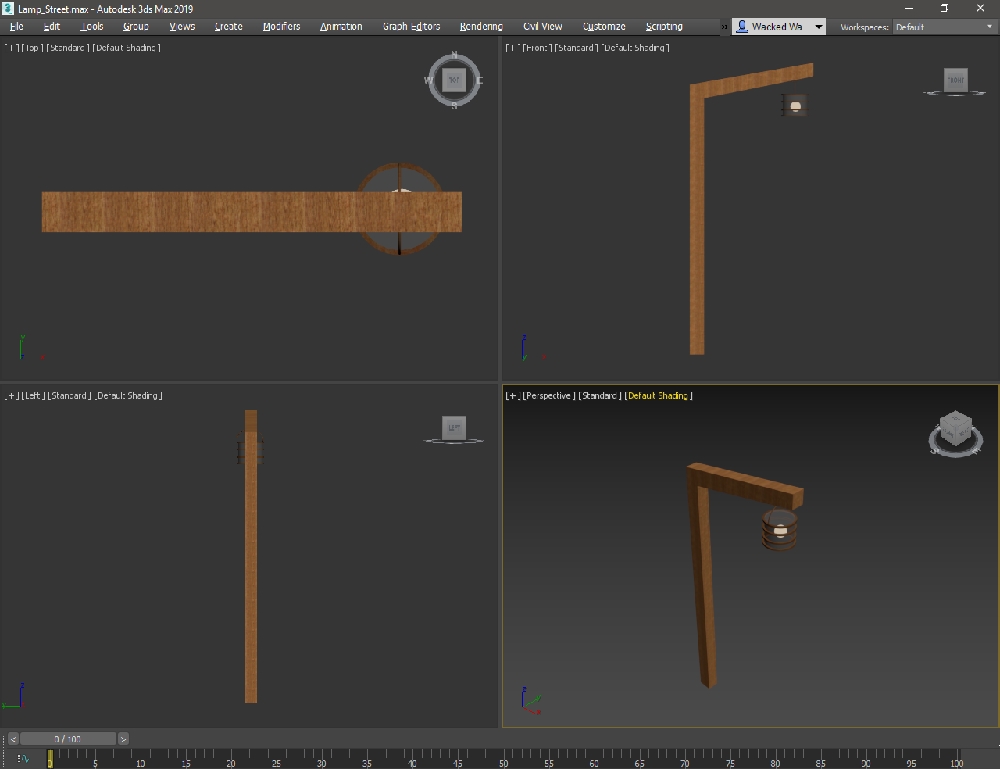 Lamp_Street.max - Autodesk 3ds Max 2019
File Edit Tools Group Views Create Modifiers Animation Graph Editors Rendering Civil View Customize Scripting » Wacked Wa Workspaces: Default
[+] [Top] [Standard] [Default Shading]
[+] [Front] [Standard] [Default Shading]
N
W TOP E
S
FRONT
y
z
[+] [Left] [Standard] [Default Shading]
[+] [Perspective] [Standard] [Default Shading]
LEFT
z
z
< 0 / 100 >
0 5 10 15 20 25 30 35 40 45 50 55 60 65 70 75 80 85 90 95 100